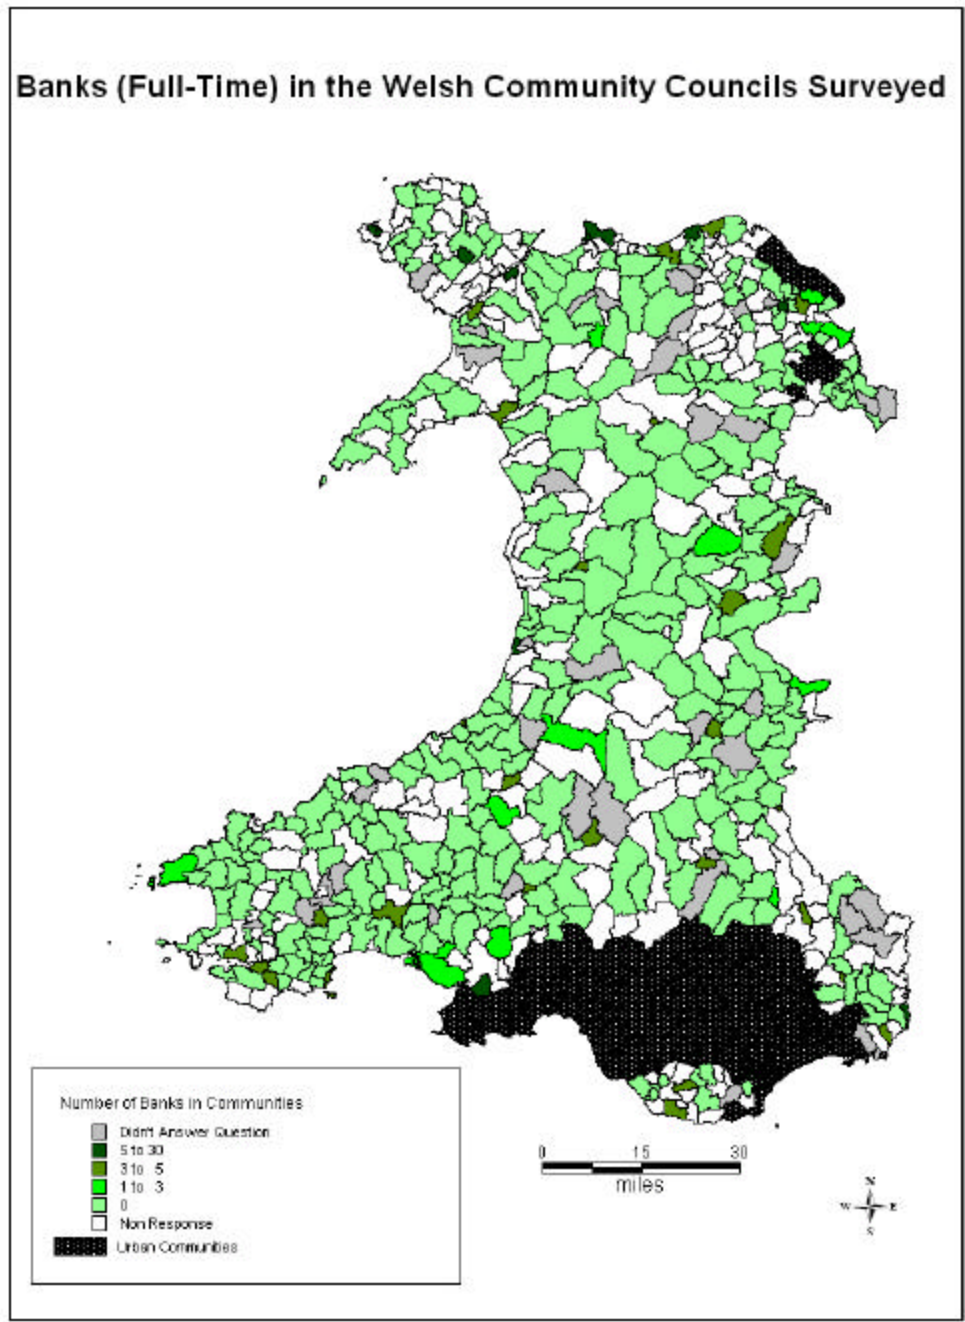 Banks (Full-Time) in the Welsh Community Councils Surveyed
Number of Banks in Communities
Didn't Answer Question
5 to 30
3 to 5
1 to 3
0
Non Response
Urban Communities
0 15 30
miles
N
W E
S